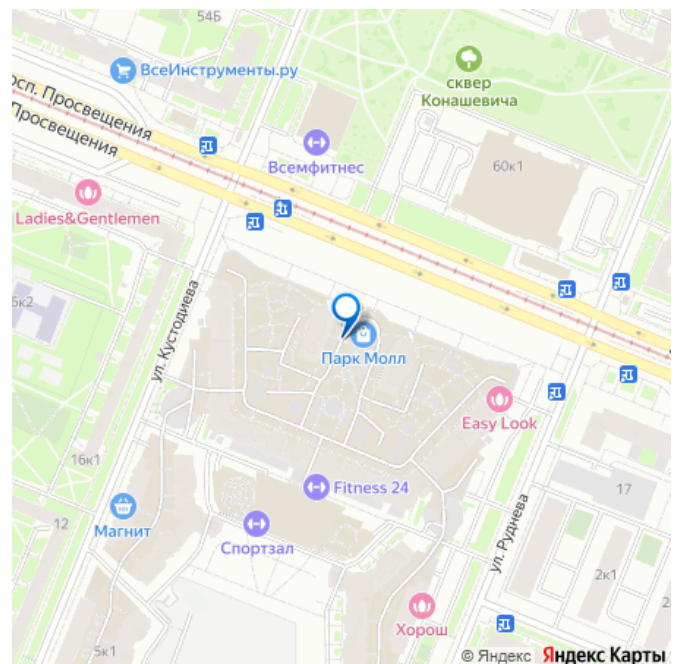 54Б
ВсеИнструменты.ру
сквер
Конашевича
осп. Просвещения
Просвещения
Всемфитнес
60к1
Ladies&Gentlemen
6к2
ул. Кустодиева
Парк Молл
Easy Look
16к1
Fitness 24
17
Магнит
12
Спортзал
ул. Руднева
2к1
Хорош
5к1
© Яндекс Яндекс Карты